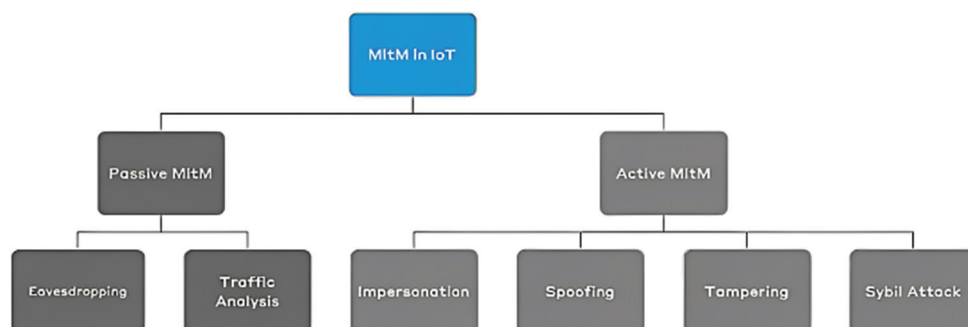 MitM in IoT
Passive MitM
Active MitM
Eavesdropping
Traffic
Analysis
Impersonation
Spoofing
Tampering
Sybil Attack